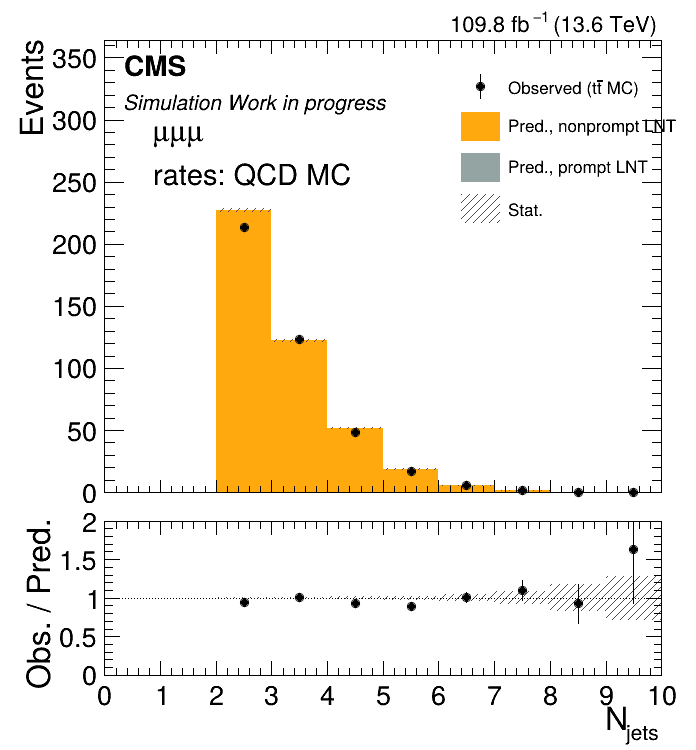 109.8 fb⁻¹ (13.6 TeV)
CMS
Simulation Work in progress
μμμ
rates: QCD MC
Observed (tt̄ MC)
Pred., nonprompt LNT
Pred., prompt LNT
Stat.
Events
350
300
250
200
150
100
50
0
Obs. / Pred.
2
1.5
1
0.5
0
0 1 2 3 4 5 6 7 8 9 10
N_jets